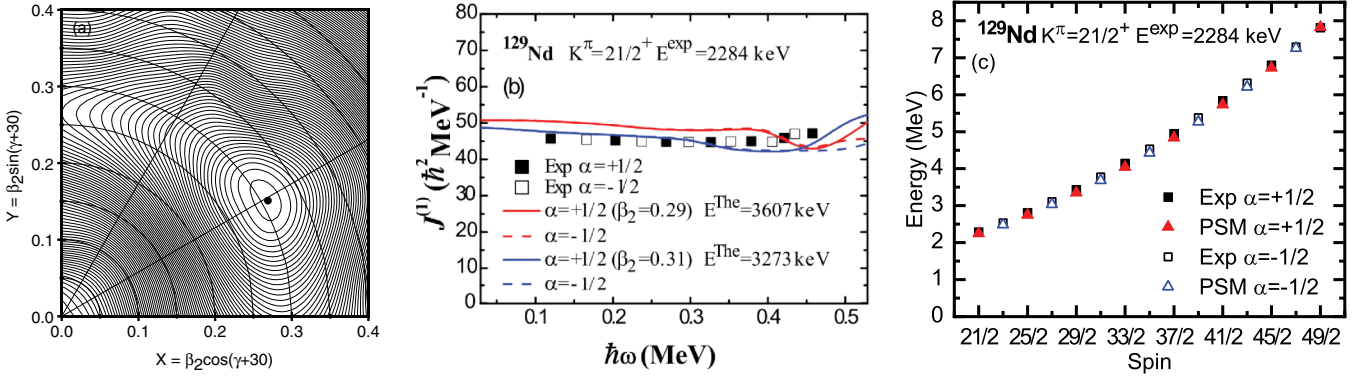 (a)
0.4
0.3
0.2
0.1
0.0
0.0 0.1 0.2 0.3 0.4
Y = β₂sin(γ+30)
X = β₂cos(γ+30)
80
70
60
50
40
30
20
10
0
J⁽¹⁾ (ħ² MeV⁻¹)
¹²⁹Nd Kπ=21/2⁺ Eᵉˣᵖ=2284 keV
(b)
Exp α=+1/2
Exp α=-1/2
α=+1/2 (β₂=0.29) Eᵀʰᵉ=3607keV
α=-1/2
α=+1/2 (β₂=0.31) Eᵀʰᵉ=3273keV
α=-1/2
0.1 0.2 0.3 0.4 0.5
ħω (MeV)
8
7
6
5
4
3
2
1
0
Energy (MeV)
¹²⁹Nd Kπ=21/2⁺ Eᵉˣᵖ=2284 keV
(c)
Exp α=+1/2
PSM α=+1/2
Exp α=-1/2
PSM α=-1/2
21/2 25/2 29/2 33/2 37/2 41/2 45/2 49/2
Spin